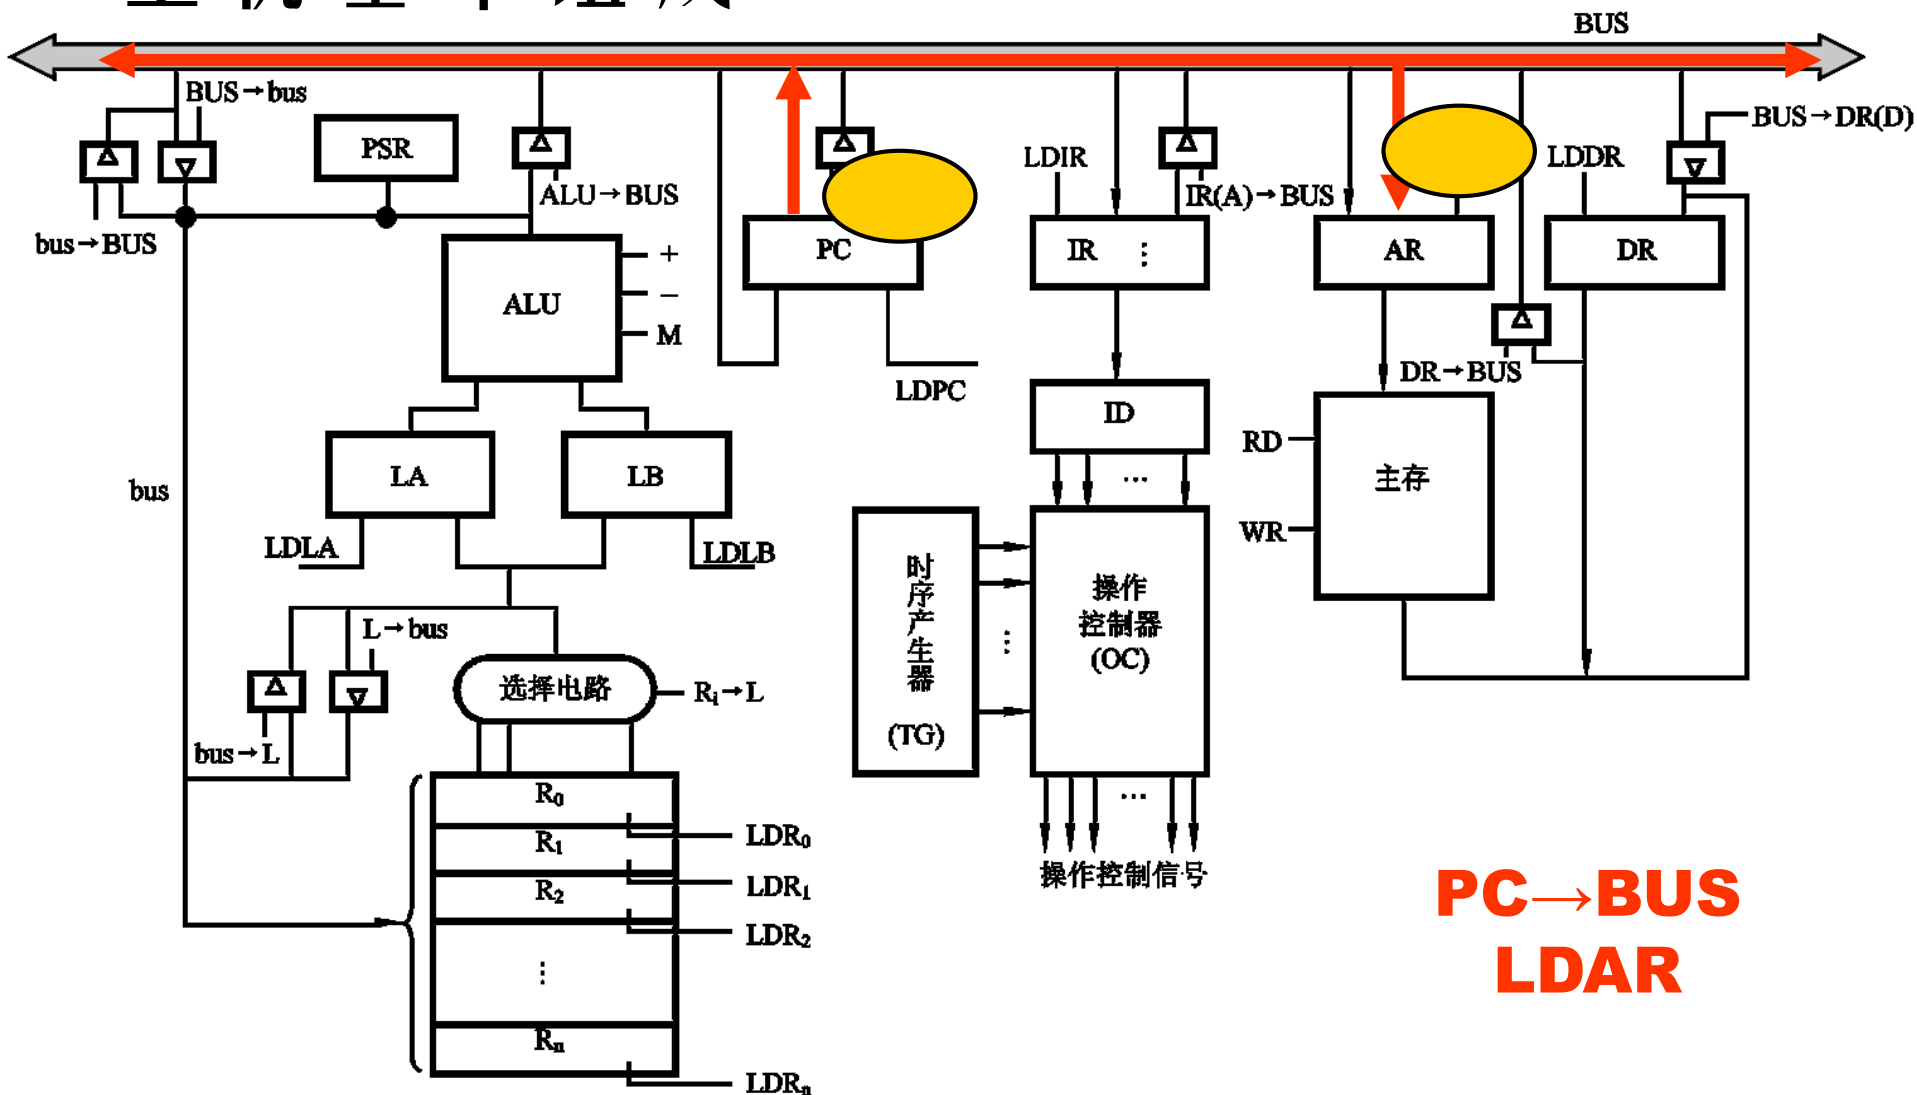 BUS
BUS→bus
BUS→DR(D)
PSR
LDIR
LDDR
ALU→BUS
IR(A)→BUS
bus→BUS
PC
IR ⋮
AR
DR
+
−
M
ALU
DR→BUS
LDPC
ID
RD
LA
LB
主存
bus
...
WR
LDLA
LDLB
时序产生器
(TG)
⋮
操作
控制器
(OC)
L→bus
选择电路
Rᵢ→L
bus→L
R₀
LDR₀
R₁
LDR₁
R₂
LDR₂
⋮
Rₙ
LDRₙ
...
操作控制信号
PC→BUS
LDAR